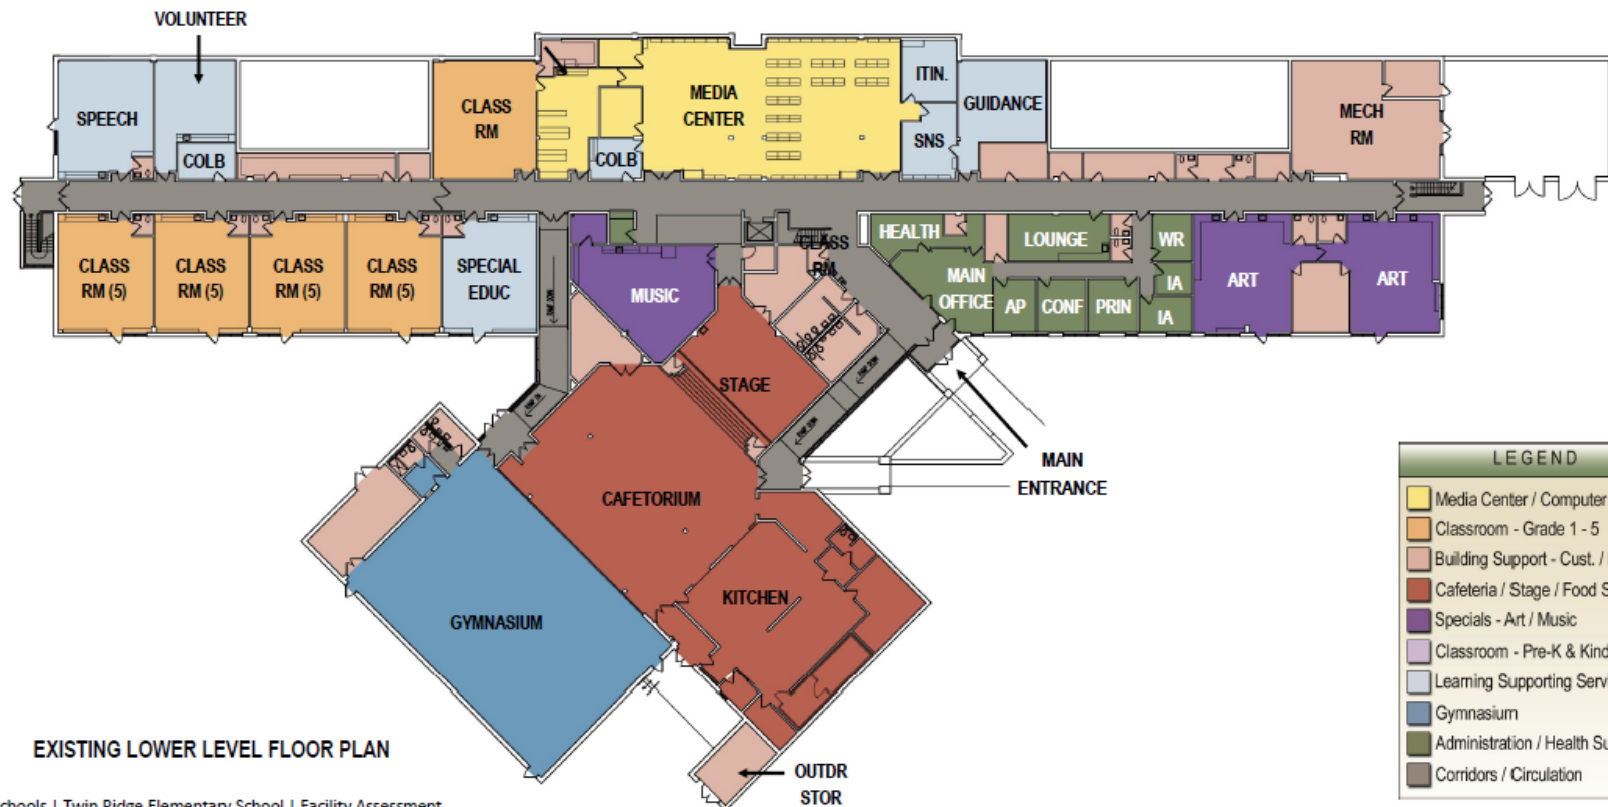 VOLUNTEER
SPEECH
COLB
CLASS
RM
MEDIA
CENTER
COLB
ITIN.
SNS
GUIDANCE
MECH
RM
CLASS
RM (5)
CLASS
RM (5)
CLASS
RM (5)
CLASS
RM (5)
SPECIAL
EDUC
MUSIC
CLASS
RM
HEALTH
LOUNGE
WR
MAIN
OFFICE
AP
CONF
PRIN
IA
IA
ART
ART
STAGE
MAIN
ENTRANCE
CAFETORIUM
KITCHEN
GYMNASIUM
OUTDR
STOR
LEGEND
Media Center / Computer
Classroom - Grade 1 - 5
Building Support - Cust. /
Cafeteria / Stage / Food S
Specials - Art / Music
Classroom - Pre-K & Kind
Learning Supporting Serv
Gymnasium
Administration / Health Su
Corridors / Circulation
EXISTING LOWER LEVEL FLOOR PLAN
chools | Twin Ridge Elementary School | Facility Assessment